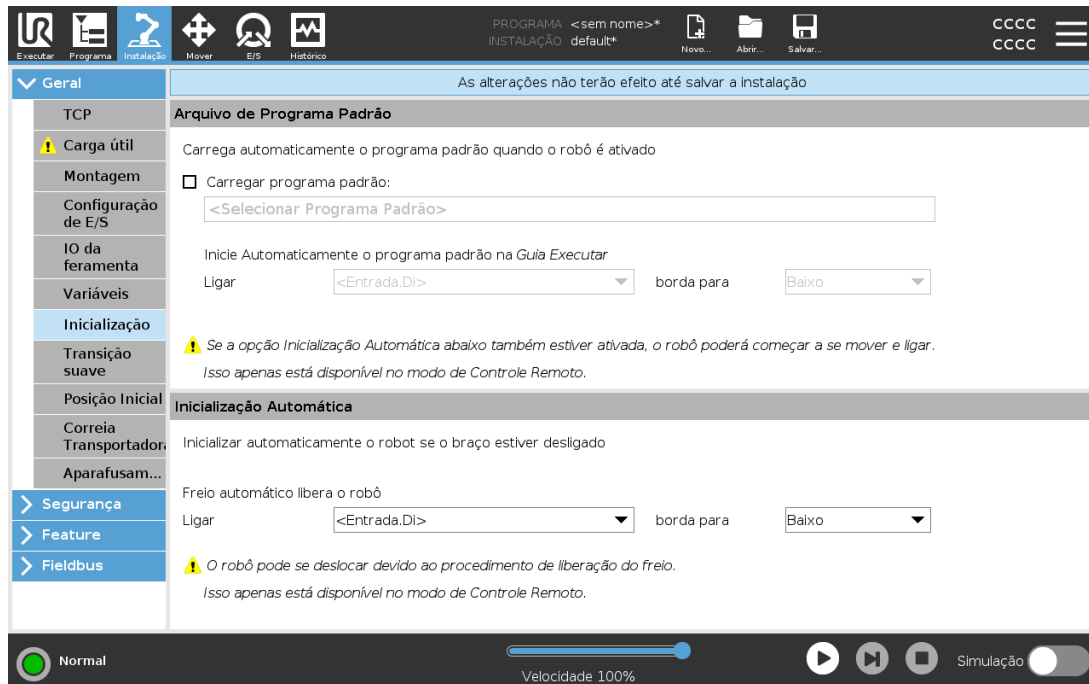 PROGRAMA <sem nome>*
INSTALAÇÃO default*
CCCC
CCCC
Executar Programa Instalação Mover E/S Histórico Novo... Abrir... Salvar...
Geral
As alterações não terão efeito até salvar a instalação
TCP
Carga útil
Montagem
Configuração
de E/S
IO da
feramenta
Variáveis
Inicialização
Transição
suave
Posição Inicial
Correia
Transportadora
Aparafusam...
Segurança
Feature
Fieldbus
Arquivo de Programa Padrão
Carrega automaticamente o programa padrão quando o robô é ativado
Carregar programa padrão:
<Selecionar Programa Padrão>
Inicie Automaticamente o programa padrão na Guia Executar
Ligar <Entrada.Di> borda para Baixo
Se a opção Inicialização Automática abaixo também estiver ativada, o robô poderá começar a se mover e ligar.
Isso apenas está disponível no modo de Controle Remoto.
Inicialização Automática
Inicializar automaticamente o robot se o braço estiver desligado
Freio automático libera o robô
Ligar <Entrada.Di> borda para Baixo
O robô pode se deslocar devido ao procedimento de liberação do freio.
Isso apenas está disponível no modo de Controle Remoto.
Normal
Velocidade 100%
Simulação